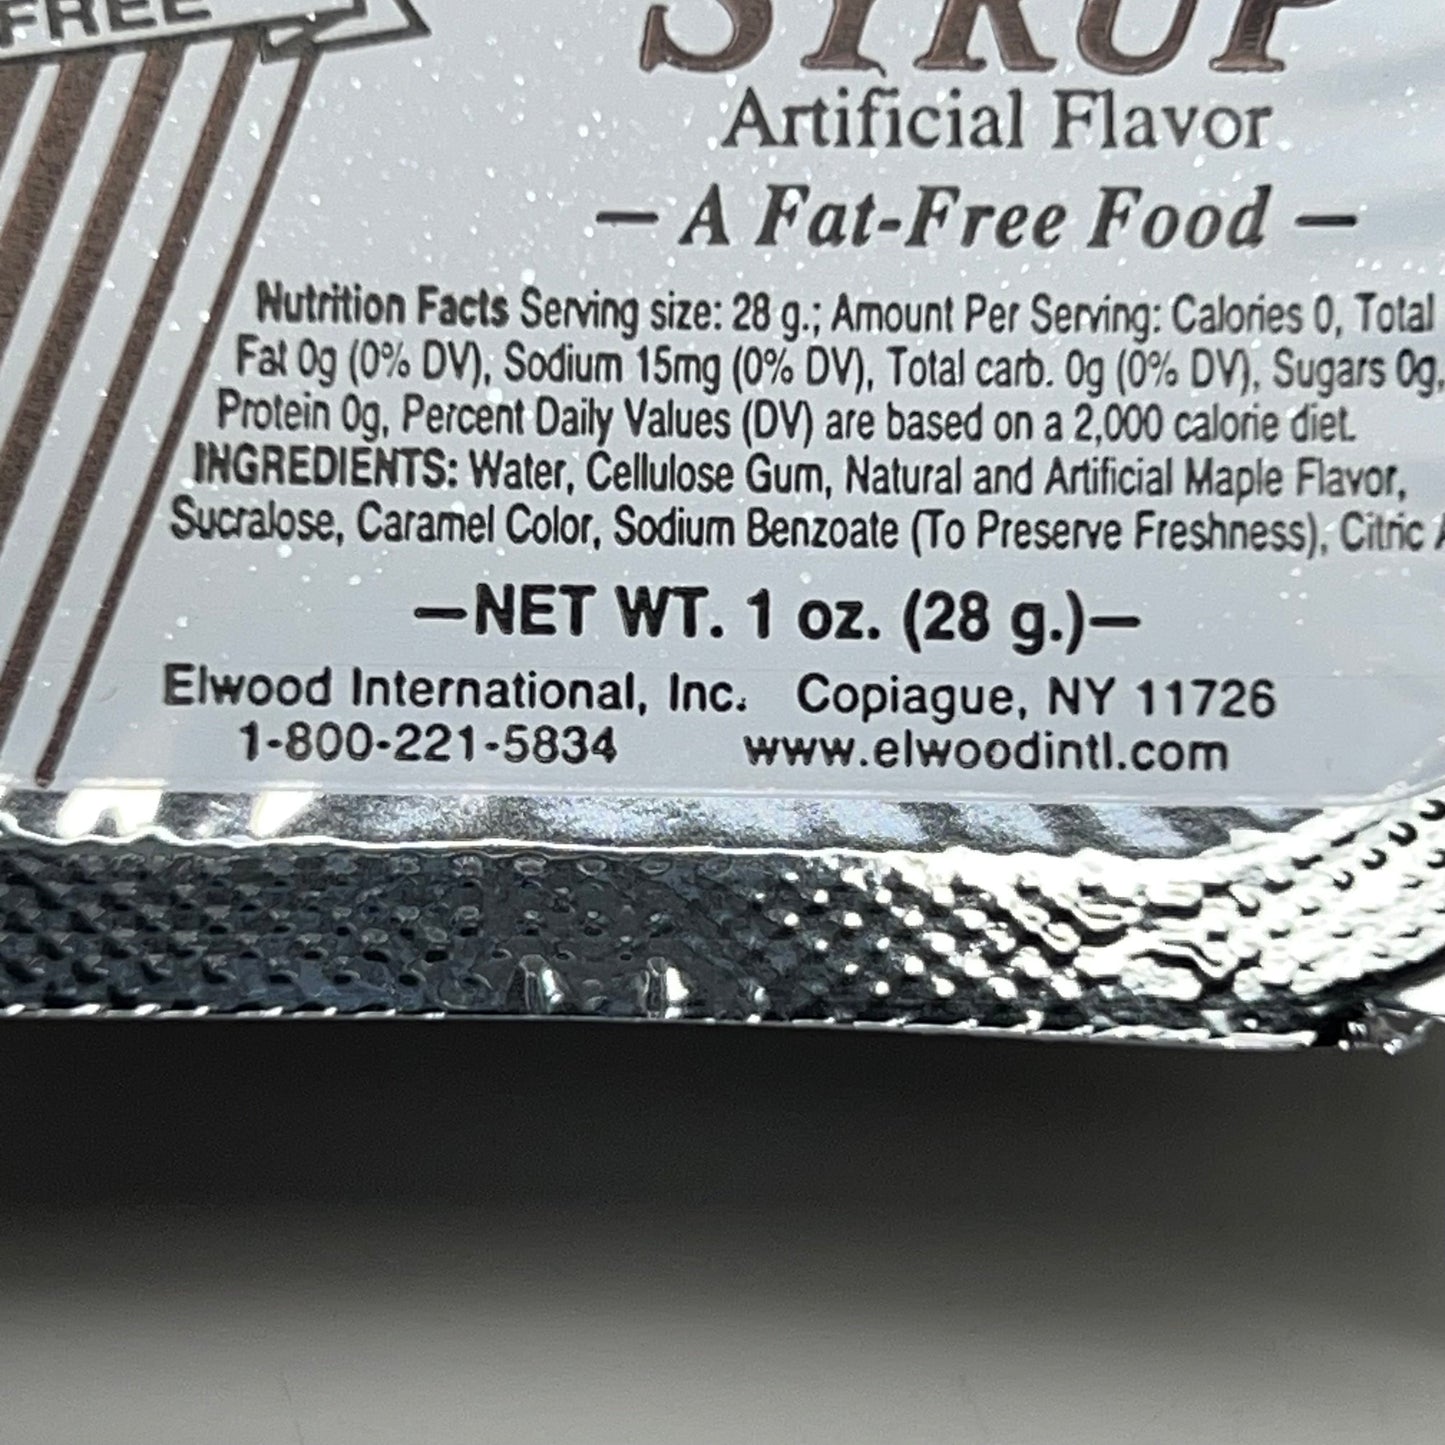 FREE
SYRUP
Artificial Flavor
— A Fat-Free Food —
Nutrition Facts Serving size: 28 g.; Amount Per Serving: Calories 0, Total
Fat 0g (0% DV), Sodium 15mg (0% DV), Total carb. 0g (0% DV), Sugars 0g,
Protein 0g, Percent Daily Values (DV) are based on a 2,000 calorie diet.
INGREDIENTS: Water, Cellulose Gum, Natural and Artificial Maple Flavor,
Sucralose, Caramel Color, Sodium Benzoate (To Preserve Freshness), Citric
—NET WT. 1 oz. (28 g.)—
Elwood International, Inc. Copiague, NY 11726
1-800-221-5834 www.elwoodintl.com